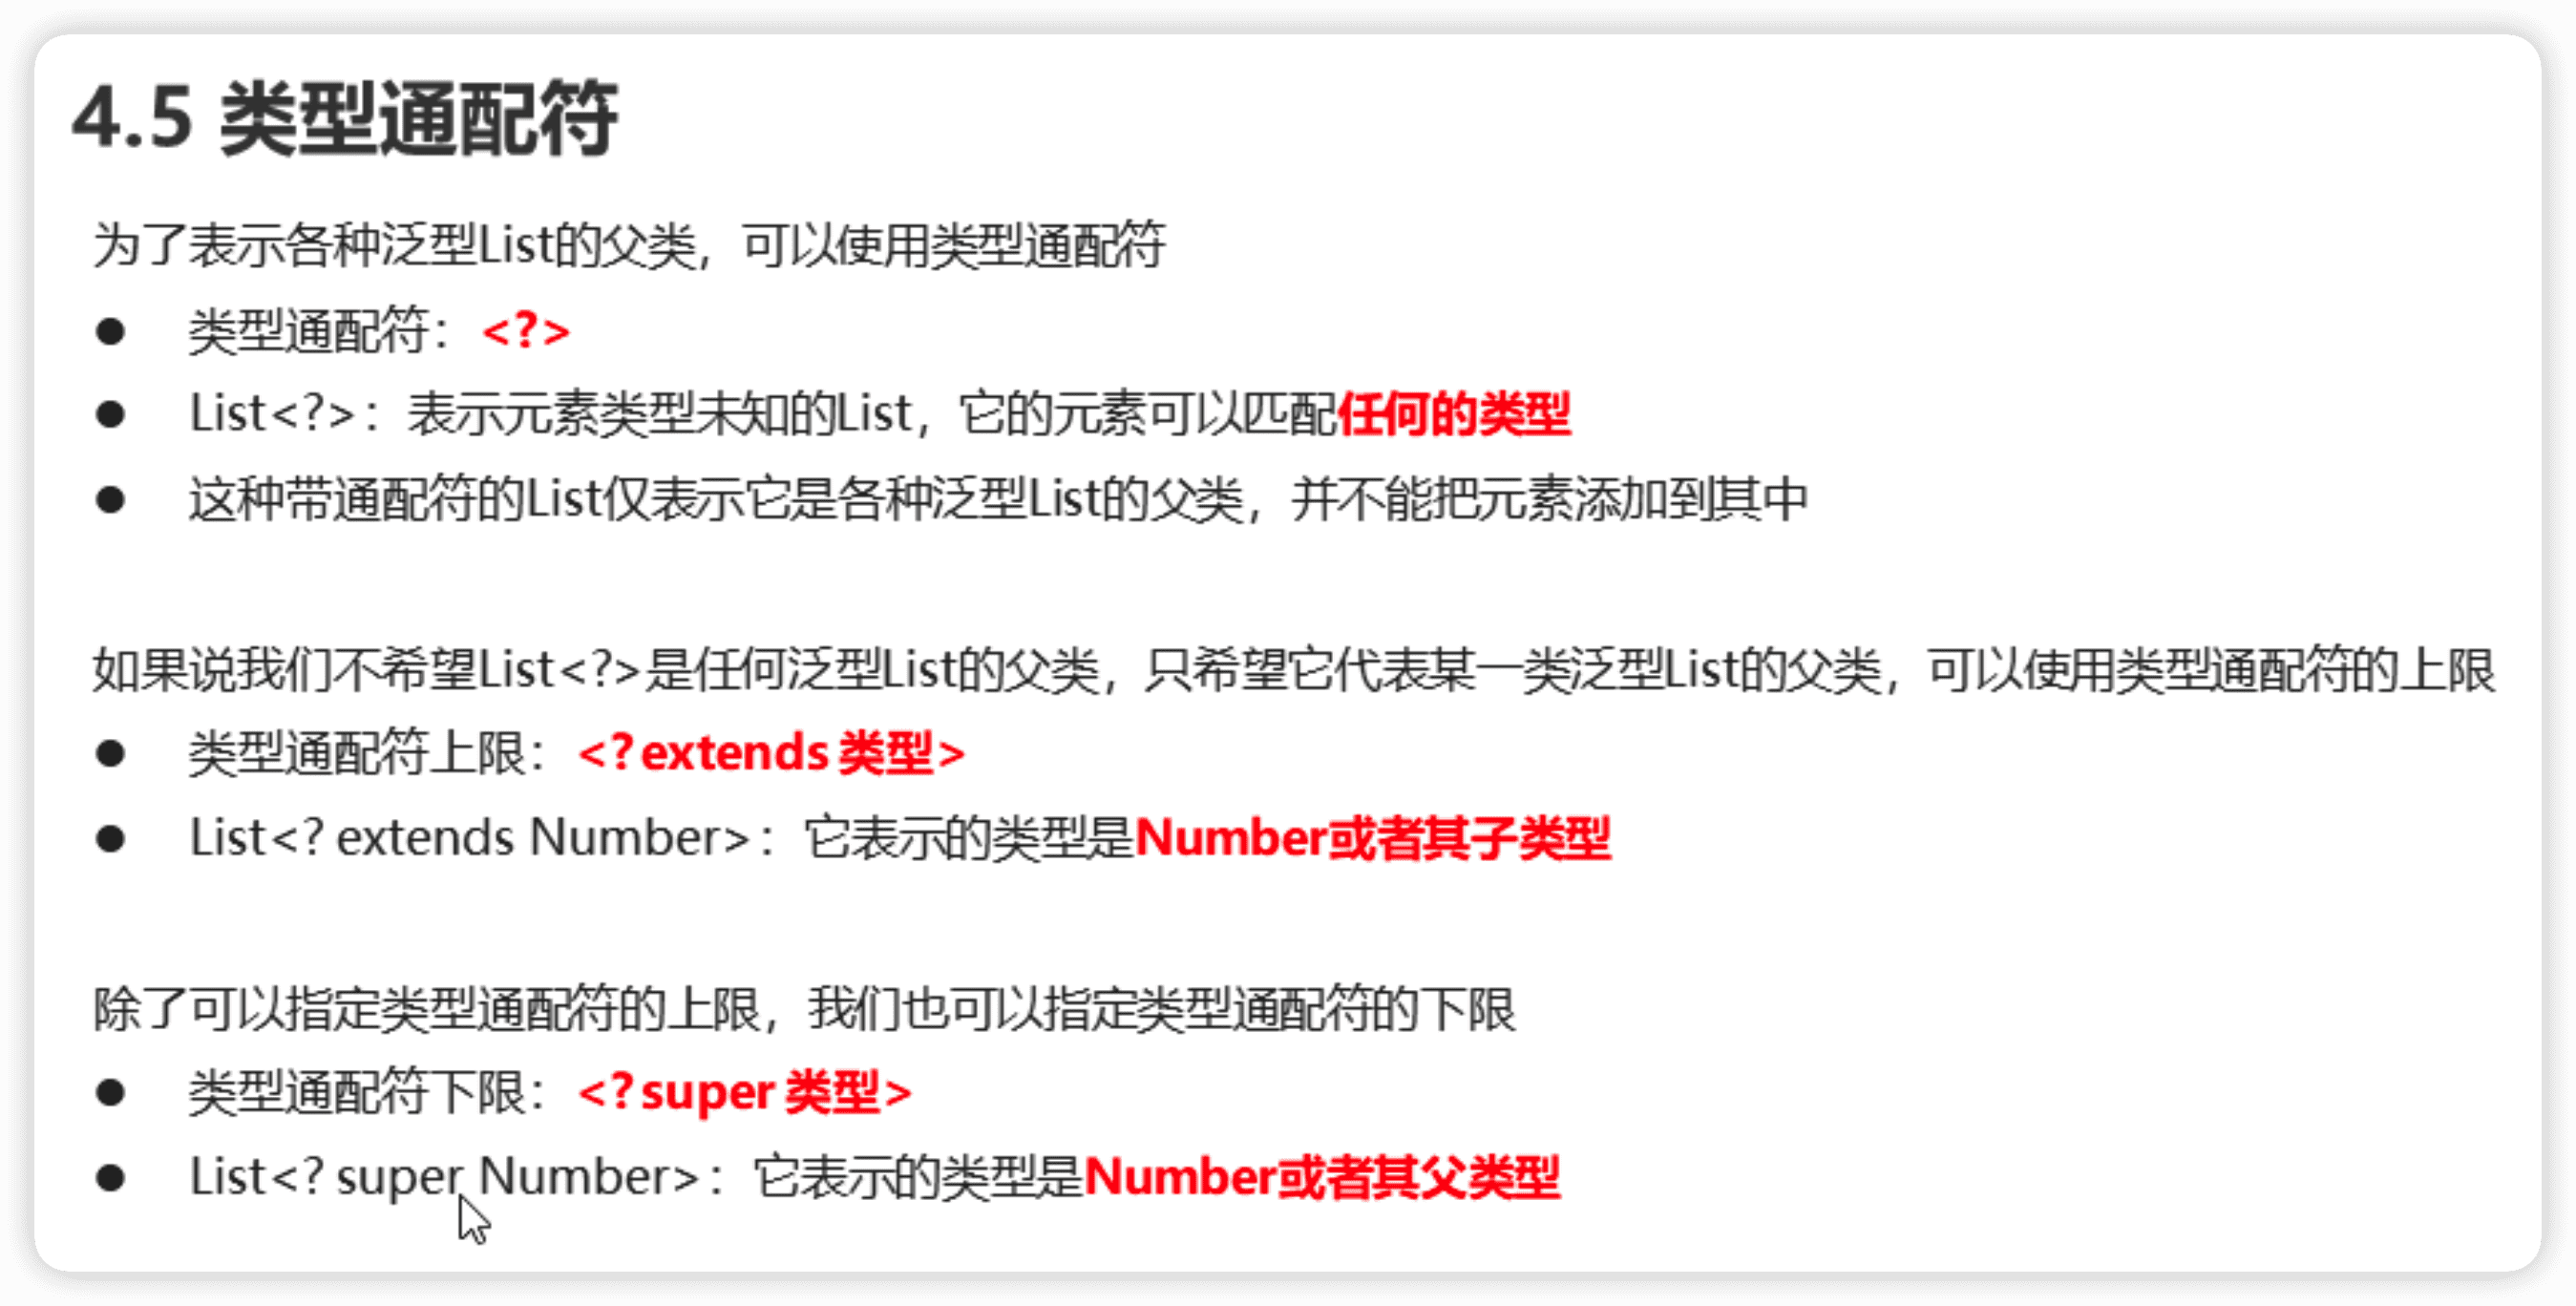 4.5 类型通配符
为了表示各种泛型List的父类，可以使用类型通配符
● 类型通配符：<?>
● List<?>：表示元素类型未知的List，它的元素可以匹配任何的类型
● 这种带通配符的List仅表示它是各种泛型List的父类，并不能把元素添加到其中
如果说我们不希望List<?>是任何泛型List的父类，只希望它代表某一类泛型List的父类，可以使用类型通配符的上限
● 类型通配符上限：<? extends 类型>
● List<? extends Number>：它表示的类型是Number或者其子类型
除了可以指定类型通配符的上限，我们也可以指定类型通配符的下限
● 类型通配符下限：<? super 类型>
● List<? super Number>：它表示的类型是Number或者其父类型